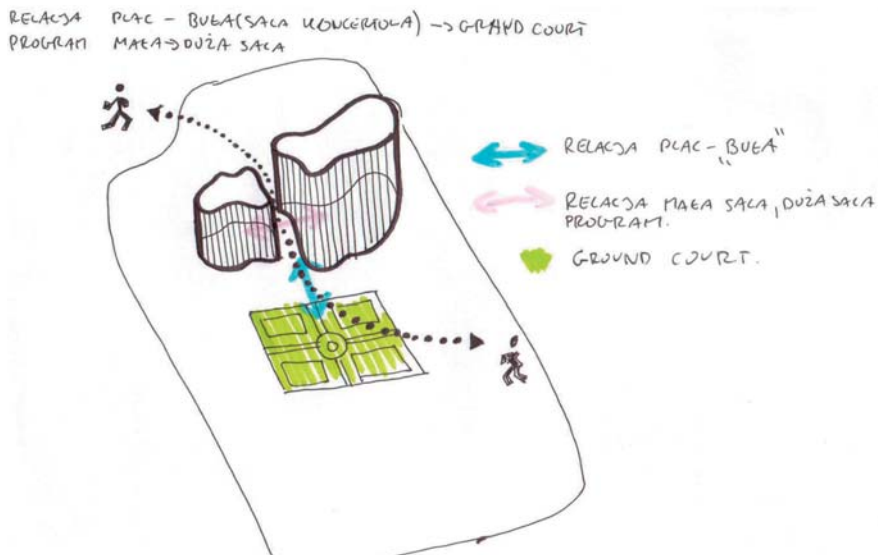 RELACJA PLAC - BUŁA (SALA KONCERTOWA) -> GRAND COURT
PROGRAM MAŁA -> DUŻA SALA
RELACJA PLAC - „BUŁA”
RELACJA MAŁA SALA, DUŻA SALA
PROGRAM.
GROUND COURT.